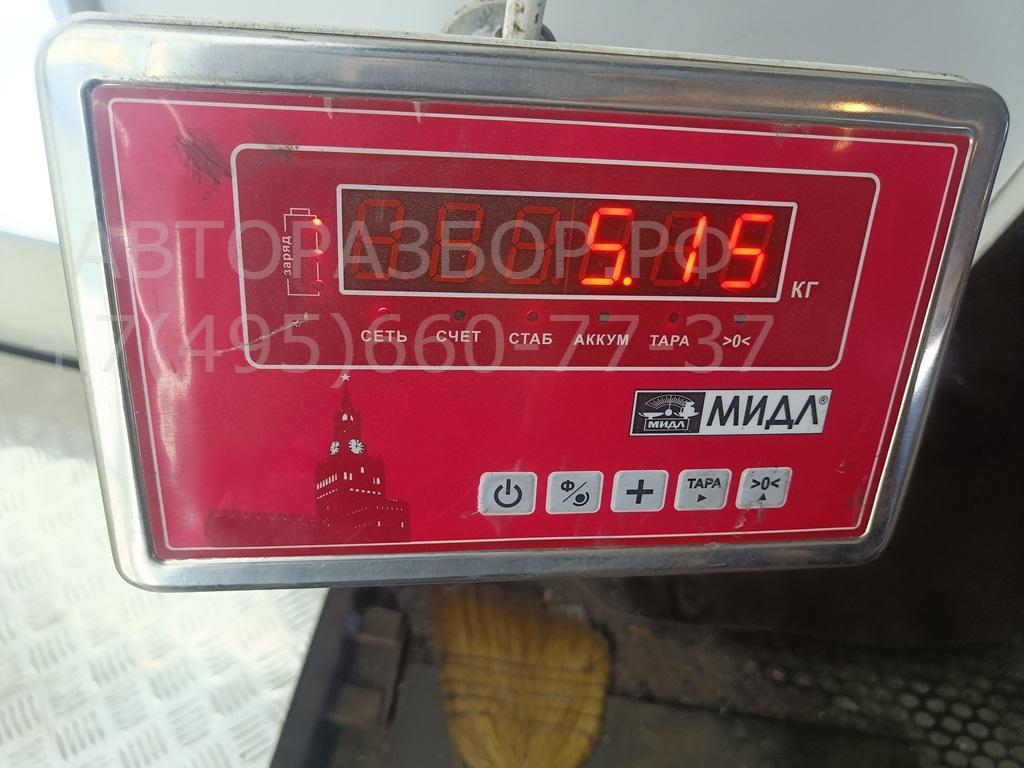 заряд
5.15
КГ
СЕТЬ СЧЕТ СТАБ АККУМ ТАРА >0<
АВТОРАЗБОР.РФ
+7(495)660-77-37
МИДЛ МИДЛ®
Ф/ + ТАРА >0<